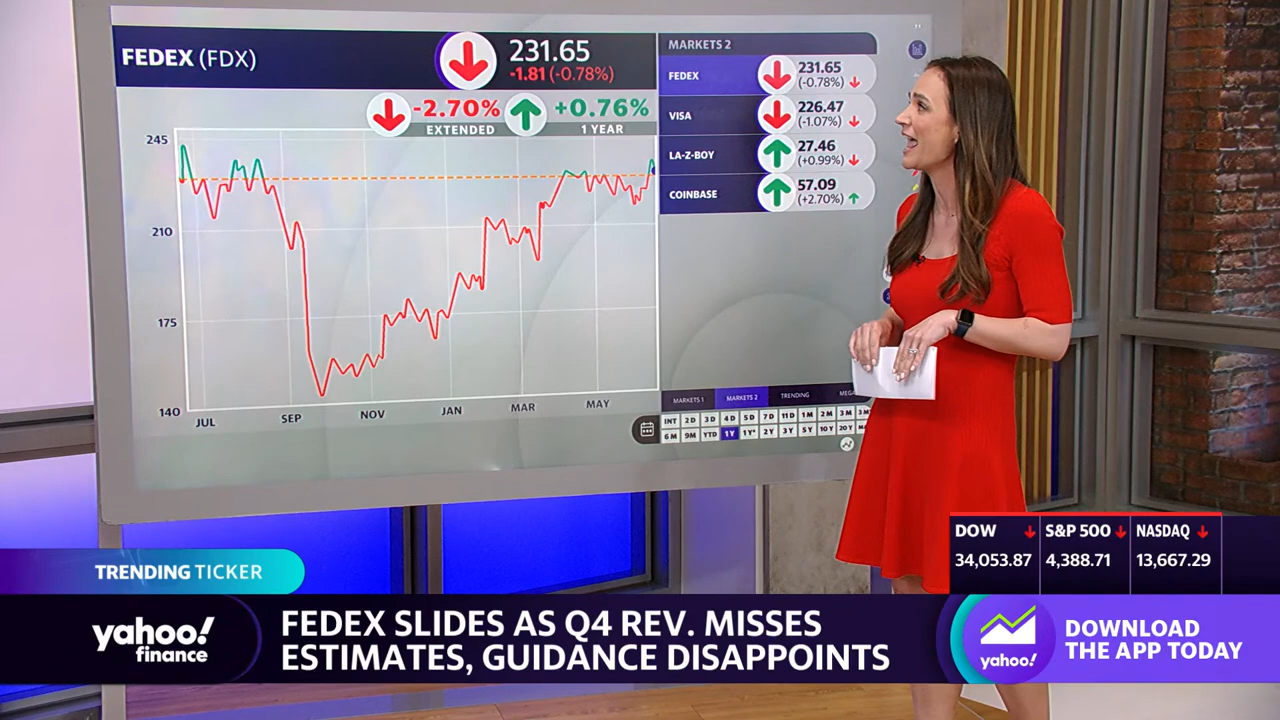 FEDEX (FDX)
231.65
-1.81 (-0.78%)
-2.70%
EXTENDED
+0.76%
1 YEAR
245
210
175
140
JUL
SEP
NOV
JAN
MAR
MAY
MARKETS 2
FEDEX
231.65
(-0.78%)
VISA
226.47
(-1.07%)
LA-Z-BOY
27.46
(+0.99%)
COINBASE
57.09
(+2.70%)
MARKETS 1 MARKETS 2 TRENDING
INT 2D 3D 4D 5D 7D 11D 1M 2M 3M
6M 9M YTD 1Y 1Y* 2Y 3Y 5Y 10Y 20Y
DOW
34,053.87
S&P 500
4,388.71
NASDAQ
13,667.29
TRENDING TICKER
yahoo!
finance
FEDEX SLIDES AS Q4 REV. MISSES
ESTIMATES, GUIDANCE DISAPPOINTS
yahoo!
DOWNLOAD
THE APP TODAY